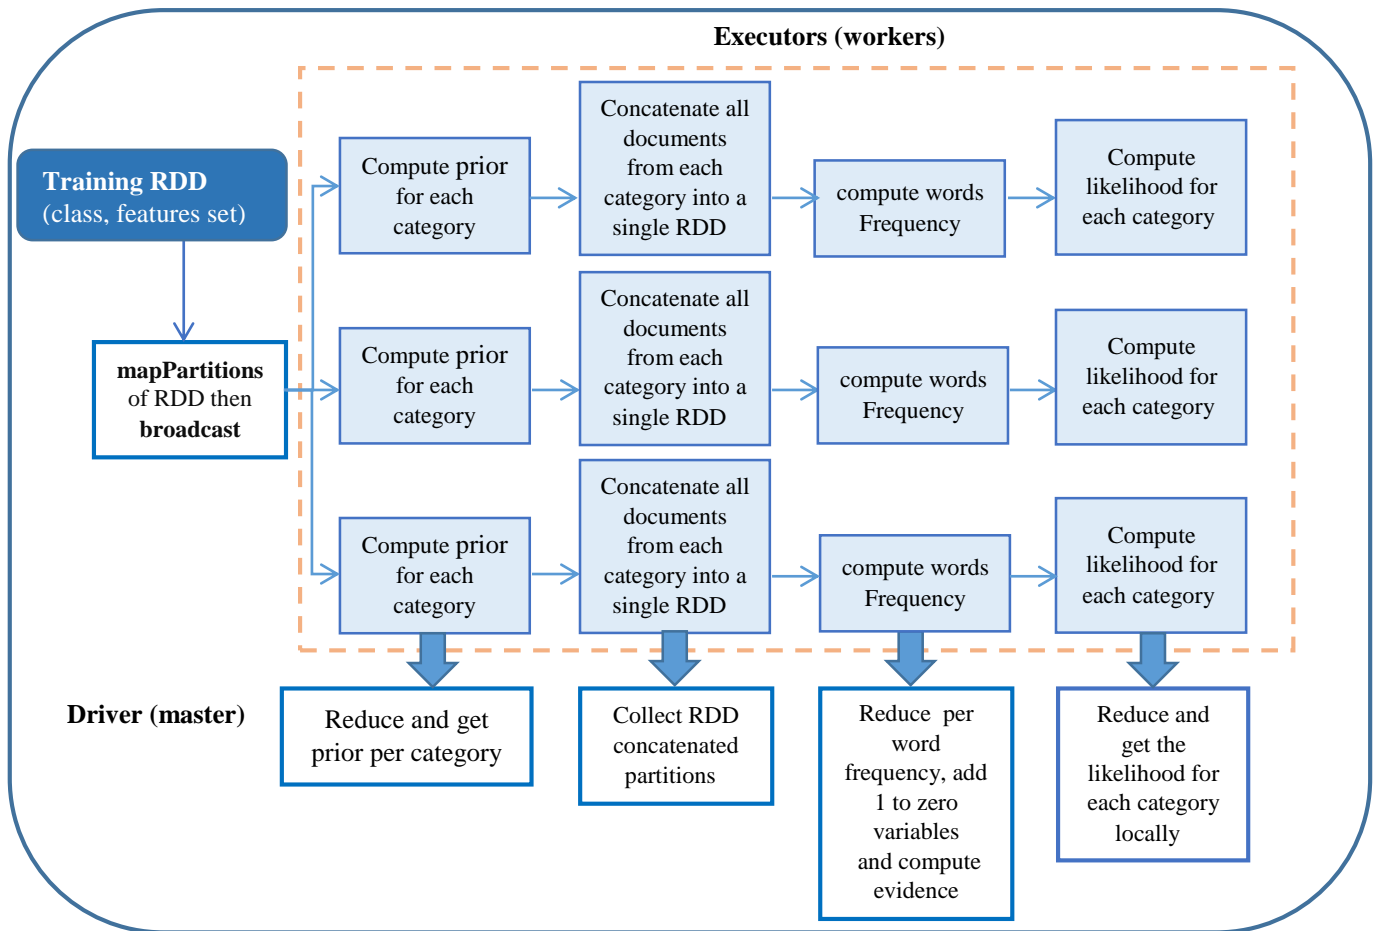 Executors (workers)
Training RDD
(class, features set)
mapPartitions
of RDD then
broadcast
Compute prior
for each
category
Concatenate all
documents
from each
category into a
single RDD
compute words
Frequency
Compute
likelihood for
each category
Compute prior
for each
category
Concatenate all
documents
from each
category into a
single RDD
compute words
Frequency
Compute
likelihood for
each category
Compute prior
for each
category
Concatenate all
documents
from each
category into a
single RDD
compute words
Frequency
Compute
likelihood for
each category
Driver (master)
Reduce and get
prior per category
Collect RDD
concatenated
partitions
Reduce per
word
frequency, add
1 to zero
variables
and compute
evidence
Reduce and
get the
likelihood for
each category
locally